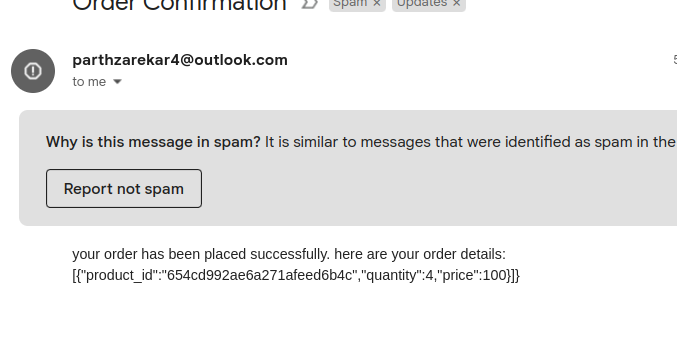 Order Confirmation Spam × Updates ×
parthzarekar4@outlook.com 5
to me
Why is this message in spam? It is similar to messages that were identified as spam in the
Report not spam
your order has been placed successfully. here are your order details:
[{"product_id":"654cd992ae6a271afeed6b4c","quantity":4,"price":100}]}